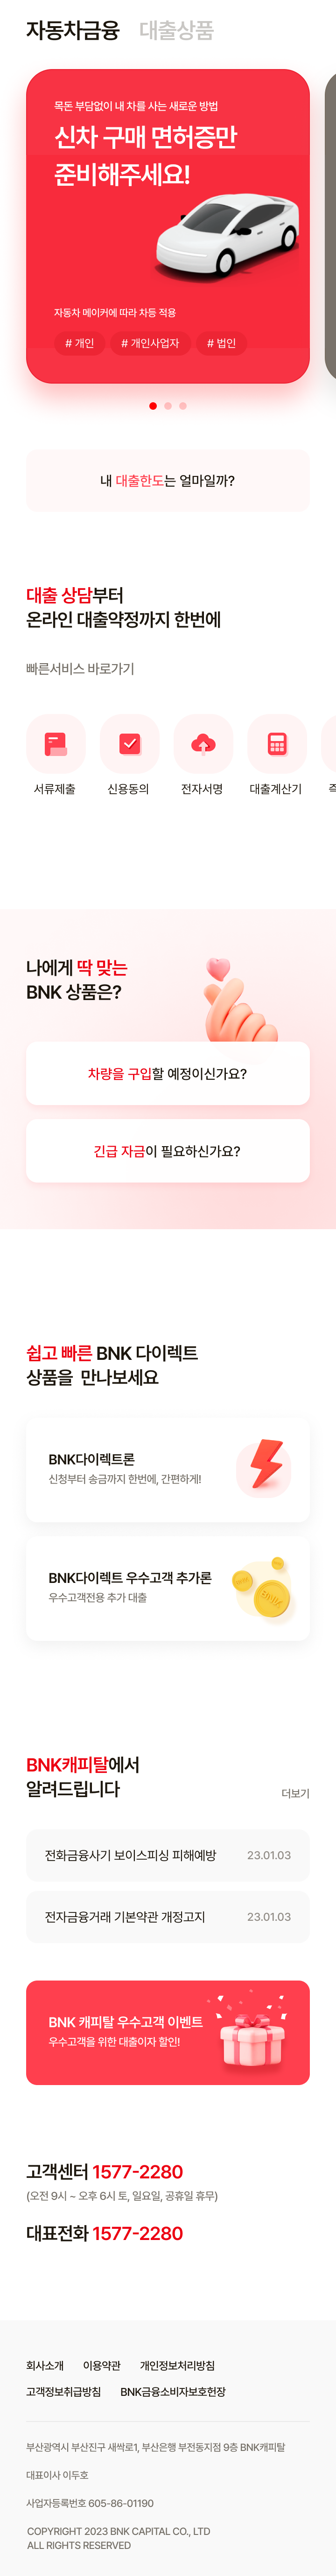 자동차금융 대출상품
목돈 부담없이 내 차를 사는 새로운 방법
신차 구매 면허증만
준비해주세요!
자동차 메이커에 따라 차등 적용
# 개인 # 개인사업자 # 법인
내 대출한도는 얼마일까?
대출 상담부터
온라인 대출약정까지 한번에
빠른서비스 바로가기
서류제출 신용동의 전자서명 대출계산기
나에게 딱 맞는
BNK 상품은?
차량을 구입할 예정이신가요?
긴급 자금이 필요하신가요?
쉽고 빠른 BNK 다이렉트
상품을 만나보세요
BNK다이렉트론
신청부터 송금까지 한번에, 간편하게!
BNK다이렉트 우수고객 추가론
우수고객전용 추가 대출
BNK캐피탈에서
알려드립니다
더보기
전화금융사기 보이스피싱 피해예방 23.01.03
전자금융거래 기본약관 개정고지 23.01.03
BNK 캐피탈 우수고객 이벤트
우수고객을 위한 대출이자 할인!
고객센터 1577-2280
(오전 9시 ~ 오후 6시 토, 일요일, 공휴일 휴무)
대표전화 1577-2280
회사소개 이용약관 개인정보처리방침
고객정보취급방침 BNK금융소비자보호헌장
부산광역시 부산진구 새싹로1, 부산은행 부전동지점 9층 BNK캐피탈
대표이사 이두호
사업자등록번호 605-86-01190
COPYRIGHT 2023 BNK CAPITAL CO., LTD
ALL RIGHTS RESERVED